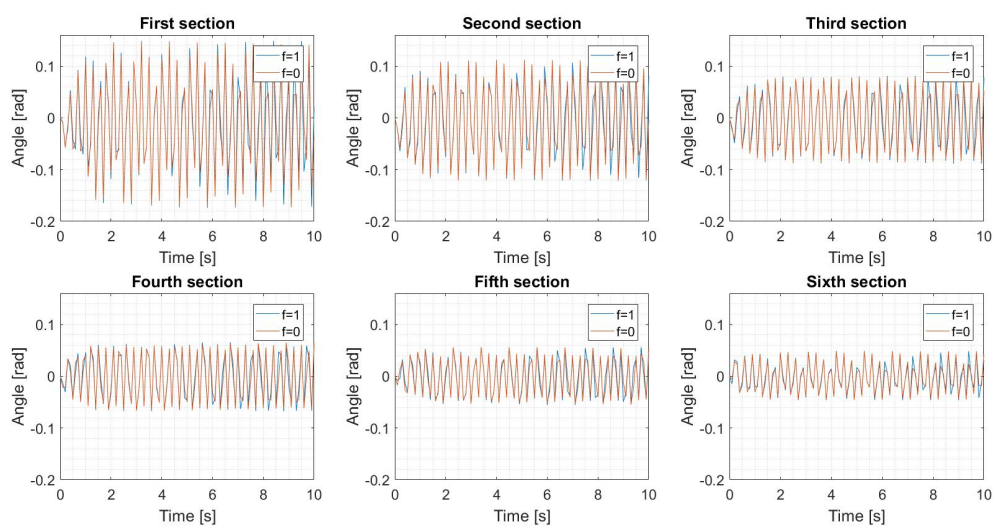 First section
Second section
Third section
f=1
f=0
f=1
f=0
f=1
f=0
0.1
0
-0.1
-0.2
0.1
0
-0.1
-0.2
0.1
0
-0.1
-0.2
Angle [rad]
Angle [rad]
Angle [rad]
0 2 4 6 8 10
0 2 4 6 8 10
0 2 4 6 8 10
Time [s]
Time [s]
Time [s]
Fourth section
Fifth section
Sixth section
f=1
f=0
f=1
f=0
f=1
f=0
0.1
0
-0.1
-0.2
0.1
0
-0.1
-0.2
0.1
0
-0.1
-0.2
Angle [rad]
Angle [rad]
Angle [rad]
0 2 4 6 8 10
0 2 4 6 8 10
0 2 4 6 8 10
Time [s]
Time [s]
Time [s]